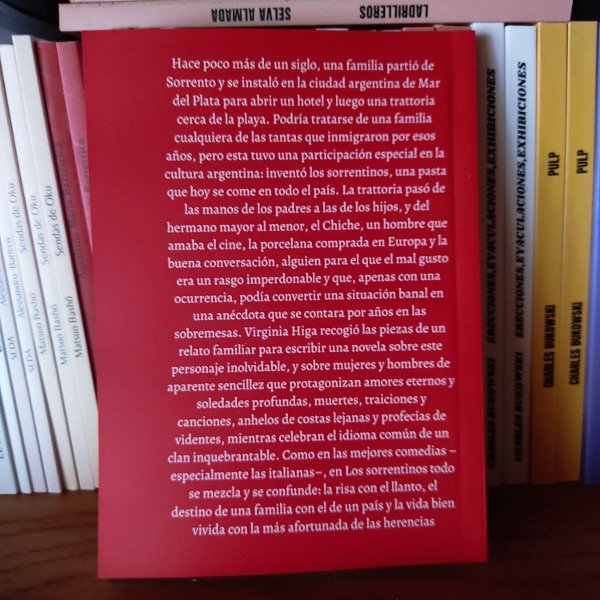 LADRILLEROS
SELVA ALMADA
Hace poco más de un siglo, una familia partió de
Sorrento y se instaló en la ciudad argentina de Mar
del Plata para abrir un hotel y luego una trattoria
cerca de la playa. Podría tratarse de una familia
cualquiera de las tantas que inmigraron por esos
años, pero esta tuvo una participación especial en la
cultura argentina: inventó los sorrentinos, una pasta
que hoy se come en todo el país. La trattoria pasó de
las manos de los padres a las de los hijos, y del
hermano mayor al menor, el Chiche, un hombre que
amaba el cine, la porcelana comprada en Europa y la
buena conversación, alguien para el que el mal gusto
era un rasgo imperdonable y que, apenas con una
ocurrencia, podía convertir una situación banal en
una anécdota que se contara por años en las
sobremesas. Virginia Higa recogió las piezas de un
relato familiar para escribir una novela sobre este
personaje inolvidable, y sobre mujeres y hombres de
aparente sencillez que protagonizan amores eternos y
soledades profundas, muertes, traiciones y
canciones, anhelos de costas lejanas y profecías de
videntes, mientras celebran el idioma común de un
clan inquebrantable. Como en las mejores comedias –
especialmente las italianas–, en Los sorrentinos todo
se mezcla y se confunde: la risa con el llanto, el
destino de una familia con el de un país y la vida bien
vivida con la más afortunada de las herencias
SEDA Alessandro Baricco
SEDA Alessandro Baricco
Matsuo Bashô Sendas de Oku
Matsuo Bashô Sendas de Oku
Matsuo Bashô Sendas de Oku
CHARLES BUKOWSKI ERECCIONES, EYACULACIONES, EXHIBICIONES
CHARLES BUKOWSKI ERECCIONES, EYACULACIONES, EXHIBICIONES
CHARLES BUKOWSKI PULP
CHARLES BUKOWSKI PULP